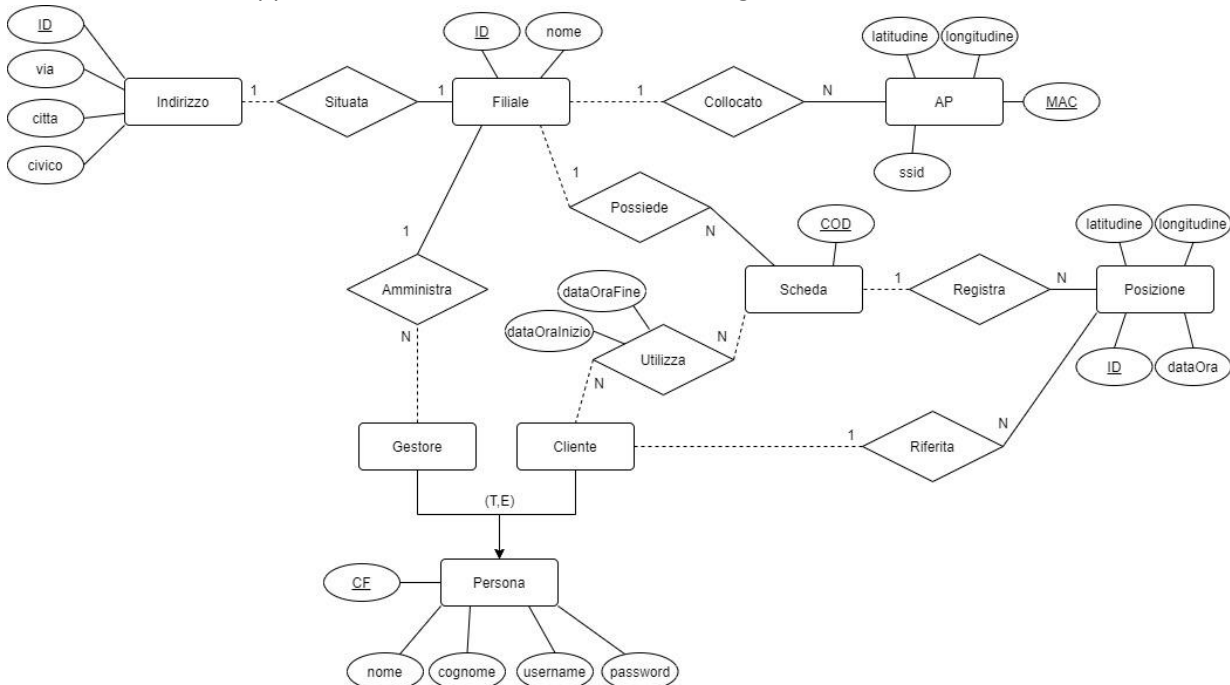 ID
via
citta
civico
Indirizzo
1
Situata
1
ID
nome
Filiale
1
Collocato
N
latitudine
longitudine
AP
MAC
ssid
1
Possiede
N
COD
Scheda
1
Registra
N
latitudine
longitudine
Posizione
ID
dataOra
1
Amministra
N
dataOraFine
dataOraInizio
Utilizza
N
N
Gestore
Cliente
1
Riferita
N
(T,E)
CF
Persona
nome
cognome
username
password